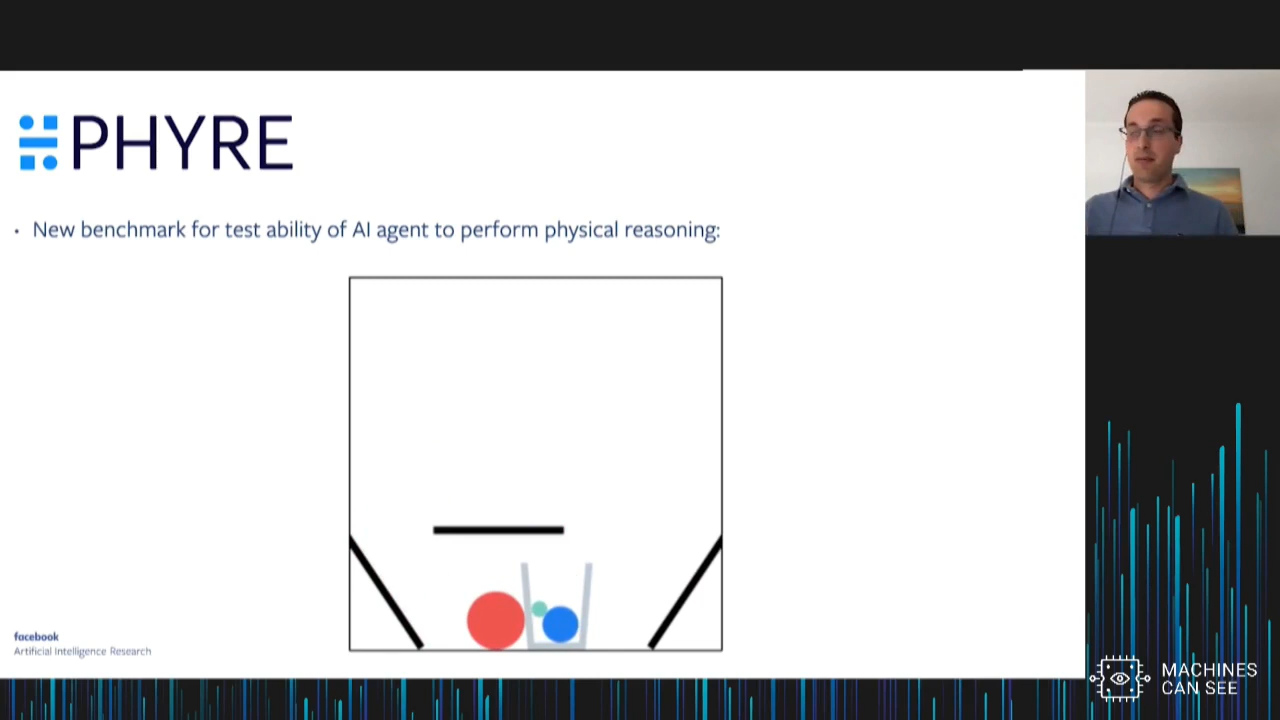 PHYRE
• New benchmark for test ability of AI agent to perform physical reasoning:
facebook
Artificial Intelligence Research
MACHINES
CAN SEE